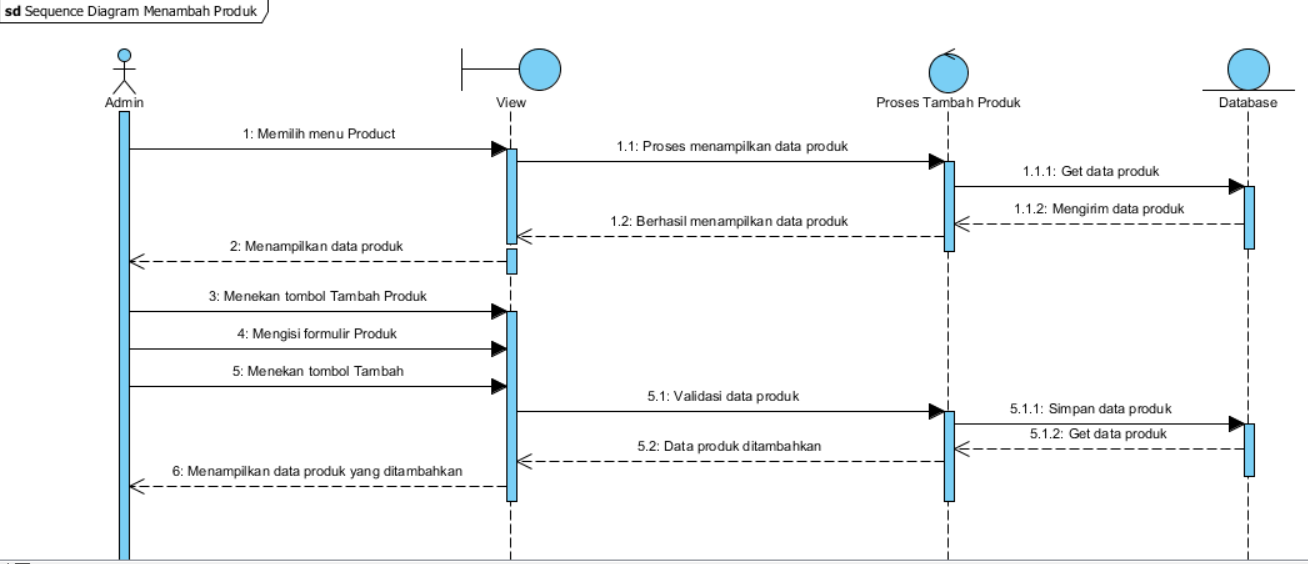 sd Sequence Diagram Menambah Produk
Admin
View
Proses Tambah Produk
Database
1: Memilih menu Product
1.1: Proses menampilkan data produk
1.1.1: Get data produk
1.1.2: Mengirim data produk
1.2: Berhasil menampilkan data produk
2: Menampilkan data produk
3: Menekan tombol Tambah Produk
4: Mengisi formulir Produk
5: Menekan tombol Tambah
5.1: Validasi data produk
5.1.1: Simpan data produk
5.1.2: Get data produk
5.2: Data produk ditambahkan
6: Menampilkan data produk yang ditambahkan